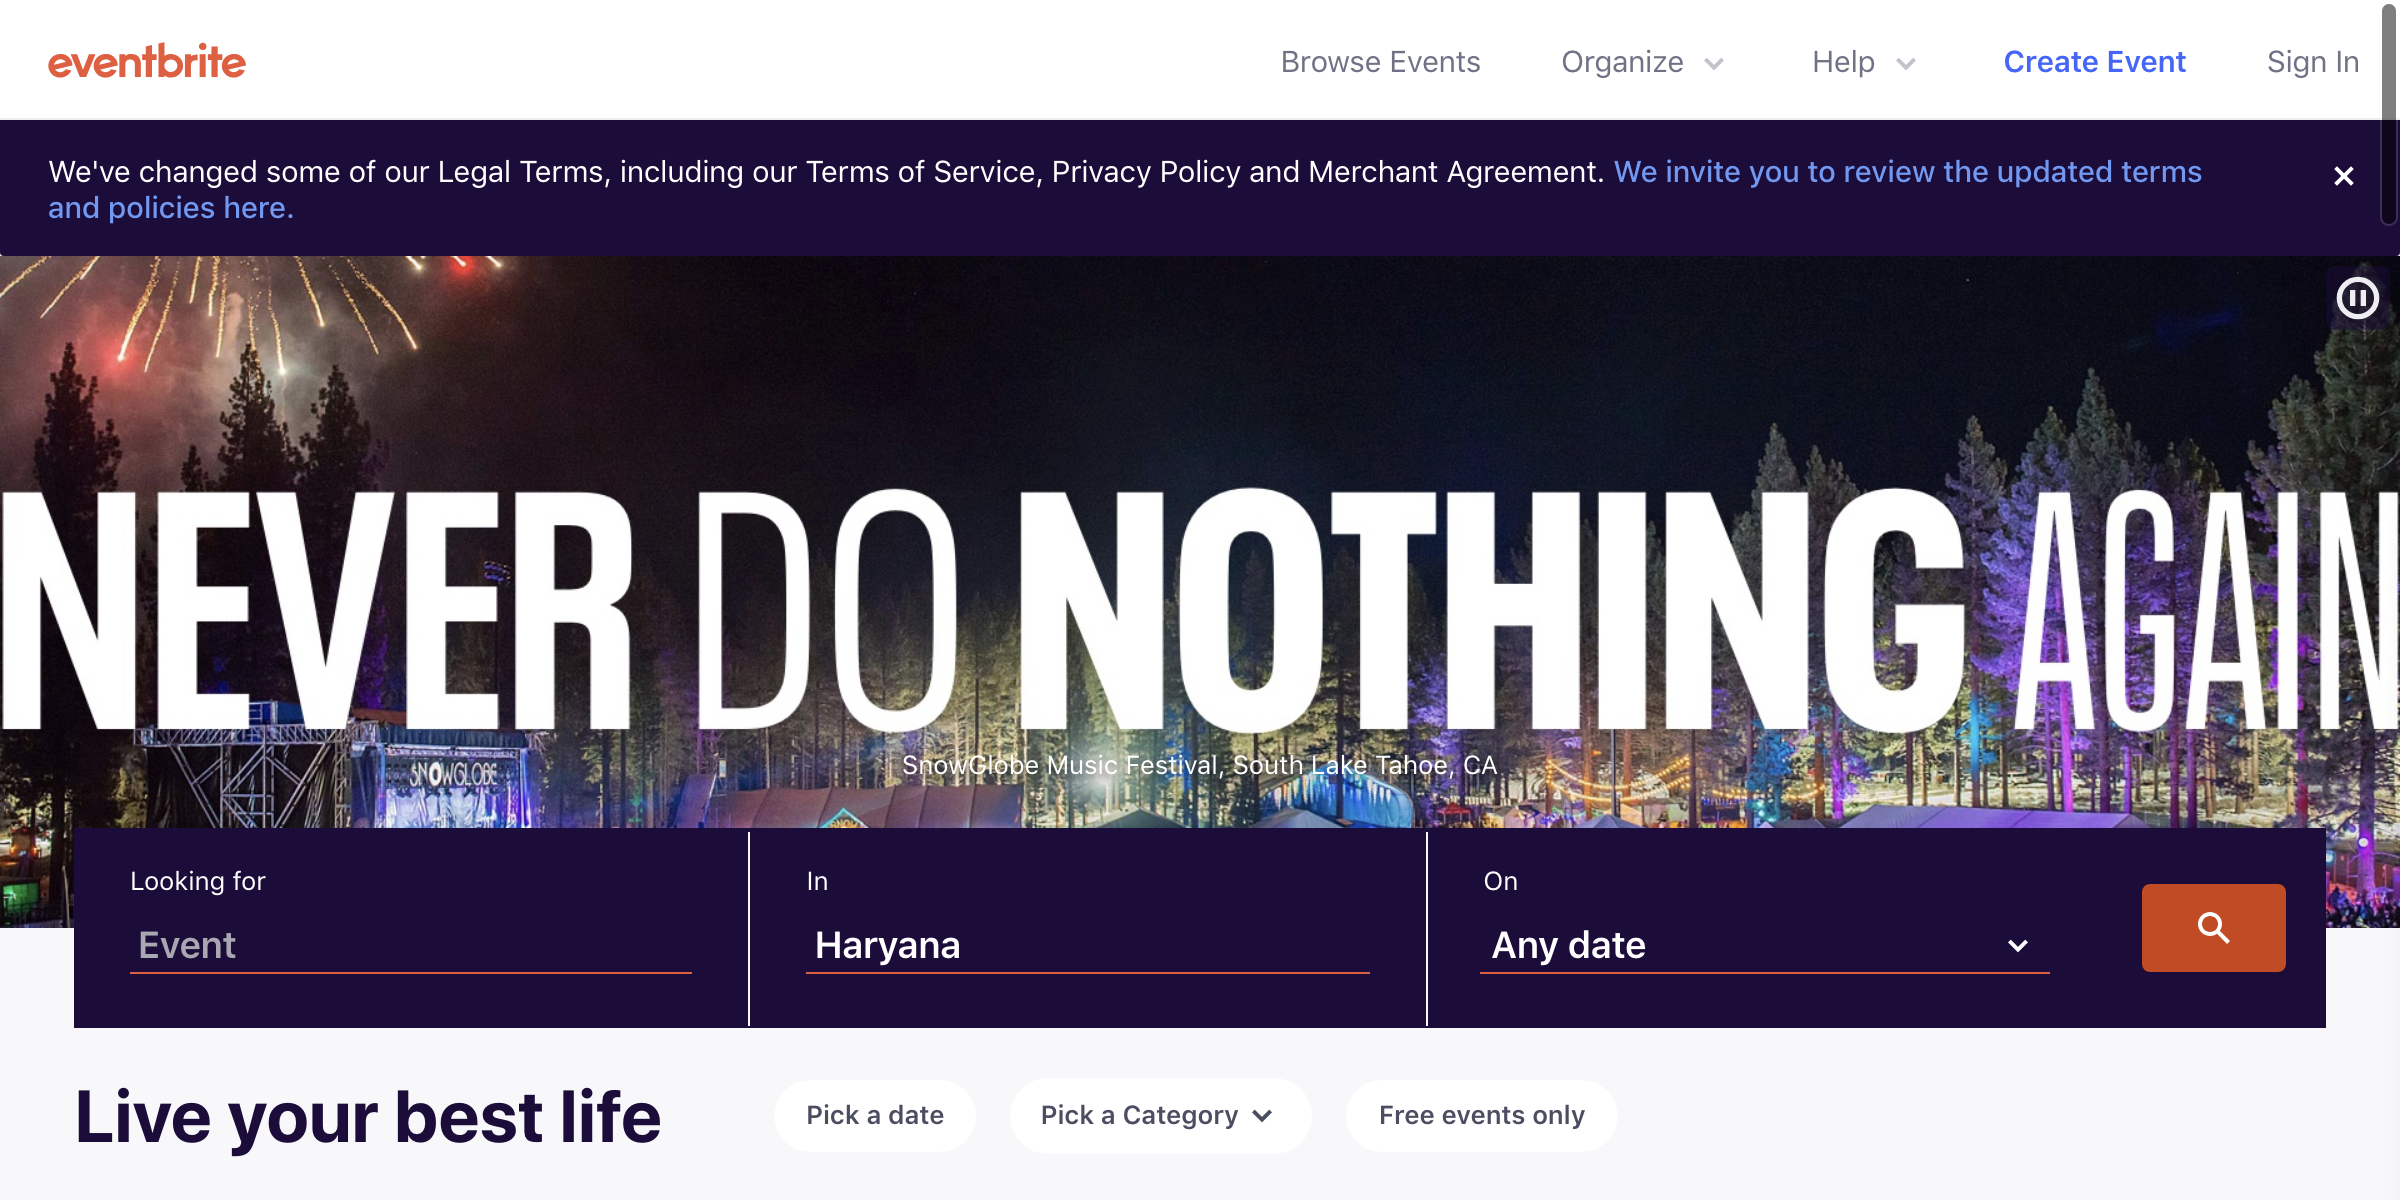 eventbrite
Browse Events
Organize
Help
Create Event
Sign In
We've changed some of our Legal Terms, including our Terms of Service, Privacy Policy and Merchant Agreement. We invite you to review the updated terms
and policies here.
NEVER DO NOTHING AGAIN
SNOWGLOBE
SnowGlobe Music Festival, South Lake Tahoe, CA
Looking for
Event
In
Haryana
On
Any date
Live your best life
Pick a date
Pick a Category
Free events only